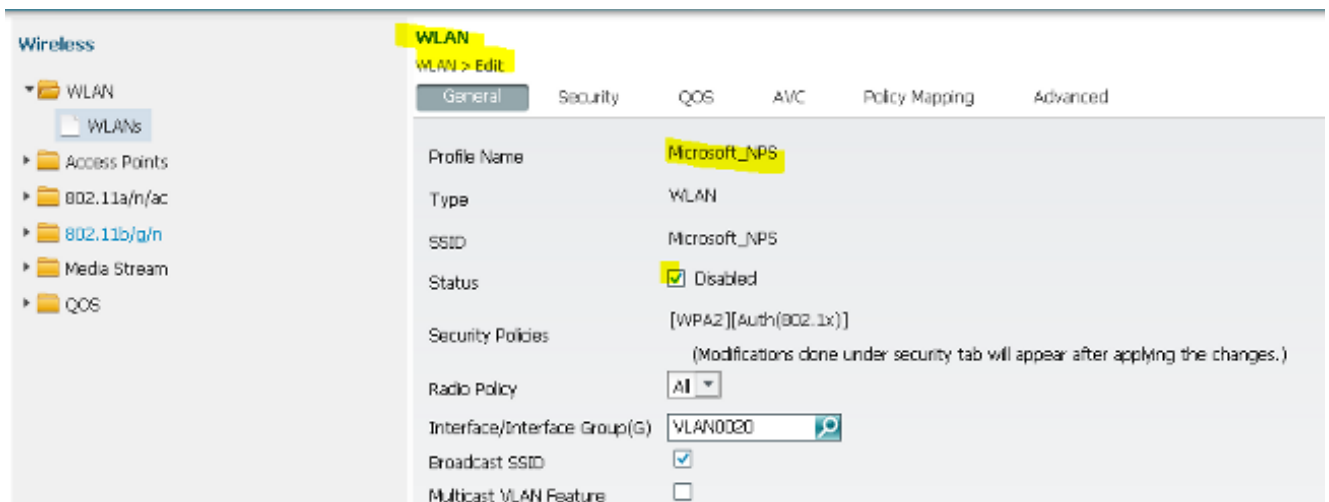 Wireless
WLAN
WLANs
Access Points
802.11a/n/ac
802.11b/g/n
Media Stream
QOS
WLAN
WLAN > Edit
General Security QOS AVC Policy Mapping Advanced
Profile Name Microsoft_NPS
Type WLAN
SSID Microsoft_NPS
Status Disabled
Security Policies [WPA2][Auth(802.1x)]
(Modifications done under security tab will appear after applying the changes.)
Radio Policy All
Interface/Interface Group(G) VLAN0020
Broadcast SSID
Multicast VLAN Feature